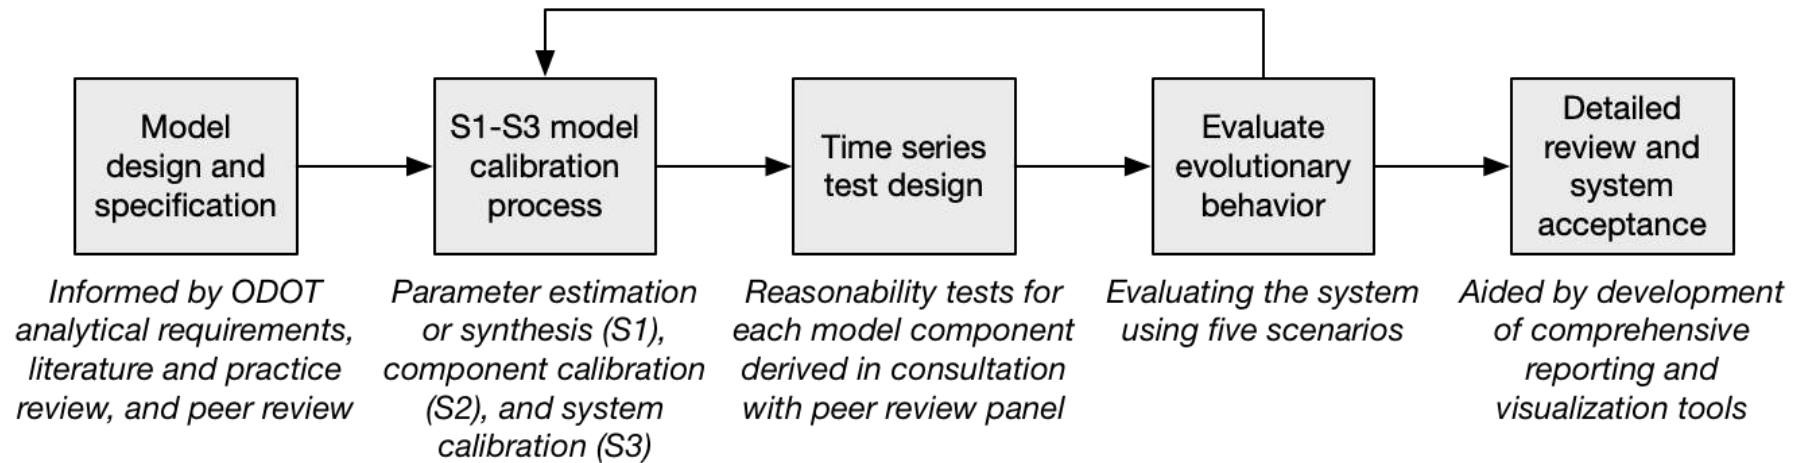 Model
design and
specification
S1-S3 model
calibration
process
Time series
test design
Evaluate
evolutionary
behavior
Detailed
review and
system
acceptance
Informed by ODOT
analytical requirements,
literature and practice
review, and peer review
Parameter estimation
or synthesis (S1),
component calibration
(S2), and system
calibration (S3)
Reasonability tests for
each model component
derived in consultation
with peer review panel
Evaluating the system
using five scenarios
Aided by development
of comprehensive
reporting and
visualization tools